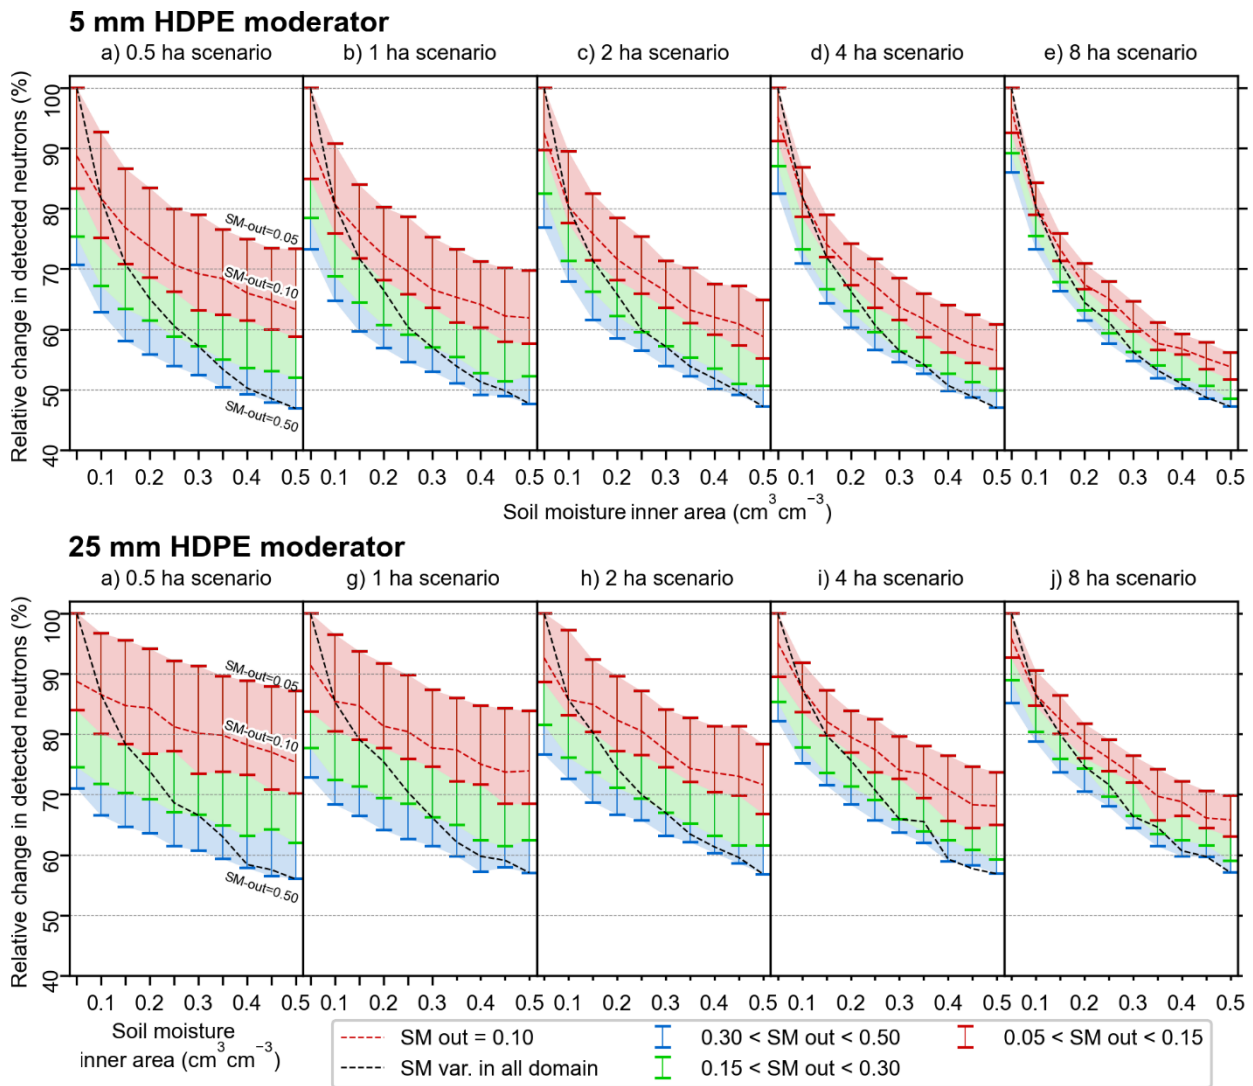 5 mm HDPE moderator
a) 0.5 ha scenario
b) 1 ha scenario
c) 2 ha scenario
d) 4 ha scenario
e) 8 ha scenario
Relative change in detected neutrons (%)
100
90
80
70
60
50
40
SM-out=0.05
SM-out=0.10
SM-out=0.50
0.1 0.2 0.3 0.4 0.5
0.1 0.2 0.3 0.4 0.5
0.1 0.2 0.3 0.4 0.5
0.1 0.2 0.3 0.4 0.5
0.1 0.2 0.3 0.4 0.5
Soil moisture inner area (cm³ cm⁻³)
25 mm HDPE moderator
a) 0.5 ha scenario
g) 1 ha scenario
h) 2 ha scenario
i) 4 ha scenario
j) 8 ha scenario
Relative change in detected neutrons (%)
100
90
80
70
60
50
40
SM-out=0.05
SM-out=0.10
SM-out=0.50
0.1 0.2 0.3 0.4 0.5
0.1 0.2 0.3 0.4 0.5
0.1 0.2 0.3 0.4 0.5
0.1 0.2 0.3 0.4 0.5
0.1 0.2 0.3 0.4 0.5
Soil moisture
inner area (cm³ cm⁻³)
SM out = 0.10
SM var. in all domain
0.30 < SM out < 0.50
0.15 < SM out < 0.30
0.05 < SM out < 0.15